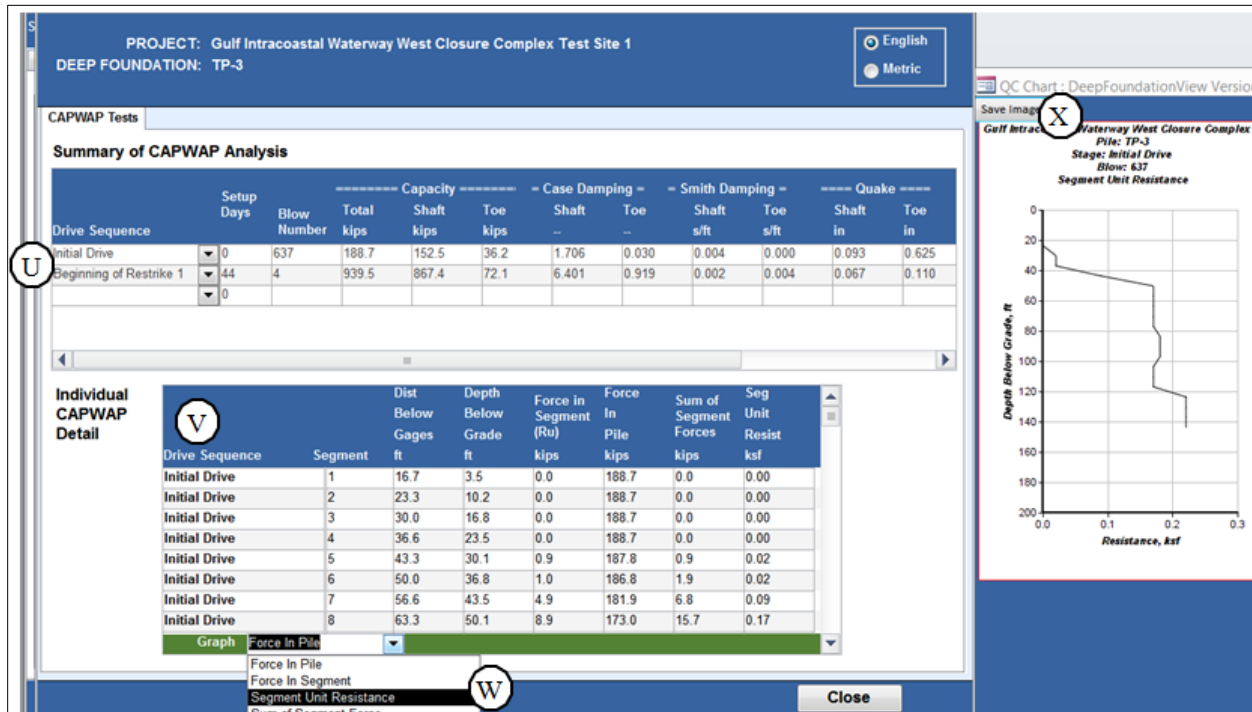 S
PROJECT: Gulf Intracoastal Waterway West Closure Complex Test Site 1
DEEP FOUNDATION: TP-3
English
Metric
CAPWAP Tests
Summary of CAPWAP Analysis
======== Capacity ======= = Case Damping = = Smith Damping = ==== Quake ====
Setup Days Blow Number Total Shaft Toe Shaft Toe Shaft Toe Shaft Toe
Drive Sequence kips kips kips -- -- s/ft s/ft in in
Initial Drive 0 637 188.7 152.5 36.2 1.706 0.030 0.004 0.000 0.093 0.625
U
Beginning of Restrike 1 44 4 939.5 867.4 72.1 6.401 0.919 0.002 0.004 0.067 0.110
0
Individual
CAPWAP
Detail
V
Dist Depth Force in Force Sum of Seg
Below Below Segment In Segment Unit
Gages Grade (Ru) Pile Forces Resist
Drive Sequence Segment ft ft kips kips kips ksf
Initial Drive 1 16.7 3.5 0.0 188.7 0.0 0.00
Initial Drive 2 23.3 10.2 0.0 188.7 0.0 0.00
Initial Drive 3 30.0 16.8 0.0 188.7 0.0 0.00
Initial Drive 4 36.6 23.5 0.0 188.7 0.0 0.00
Initial Drive 5 43.3 30.1 0.9 187.8 0.9 0.02
Initial Drive 6 50.0 36.8 1.0 186.8 1.9 0.02
Initial Drive 7 56.6 43.5 4.9 181.9 6.8 0.09
Initial Drive 8 63.3 50.1 8.9 173.0 15.7 0.17
Graph Force In Pile
Force In Pile
Force In Segment
Segment Unit Resistance
W
Close
QC Chart : DeepFoundationView Version
Save Image
X
Gulf Waterway West Closure Complex
Pile: TP-3
Stage: Initial Drive
Blow: 637
Segment Unit Resistance
0
20
40
60
80
100
120
140
160
180
200
Depth Below Grade, ft
0.0 0.1 0.2 0.3
Resistance, ksf